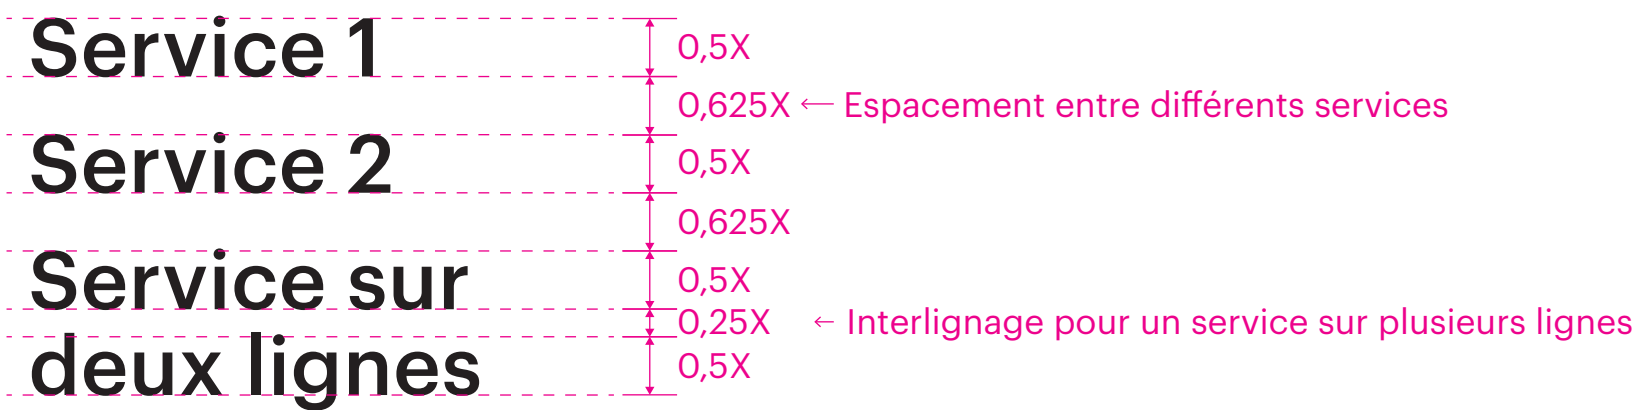 Service 1
0,5X
0,625X ← Espacement entre différents services
Service 2
0,5X
0,625X
Service sur
0,5X
0,25X ← Interlignage pour un service sur plusieurs lignes
deux lignes
0,5X